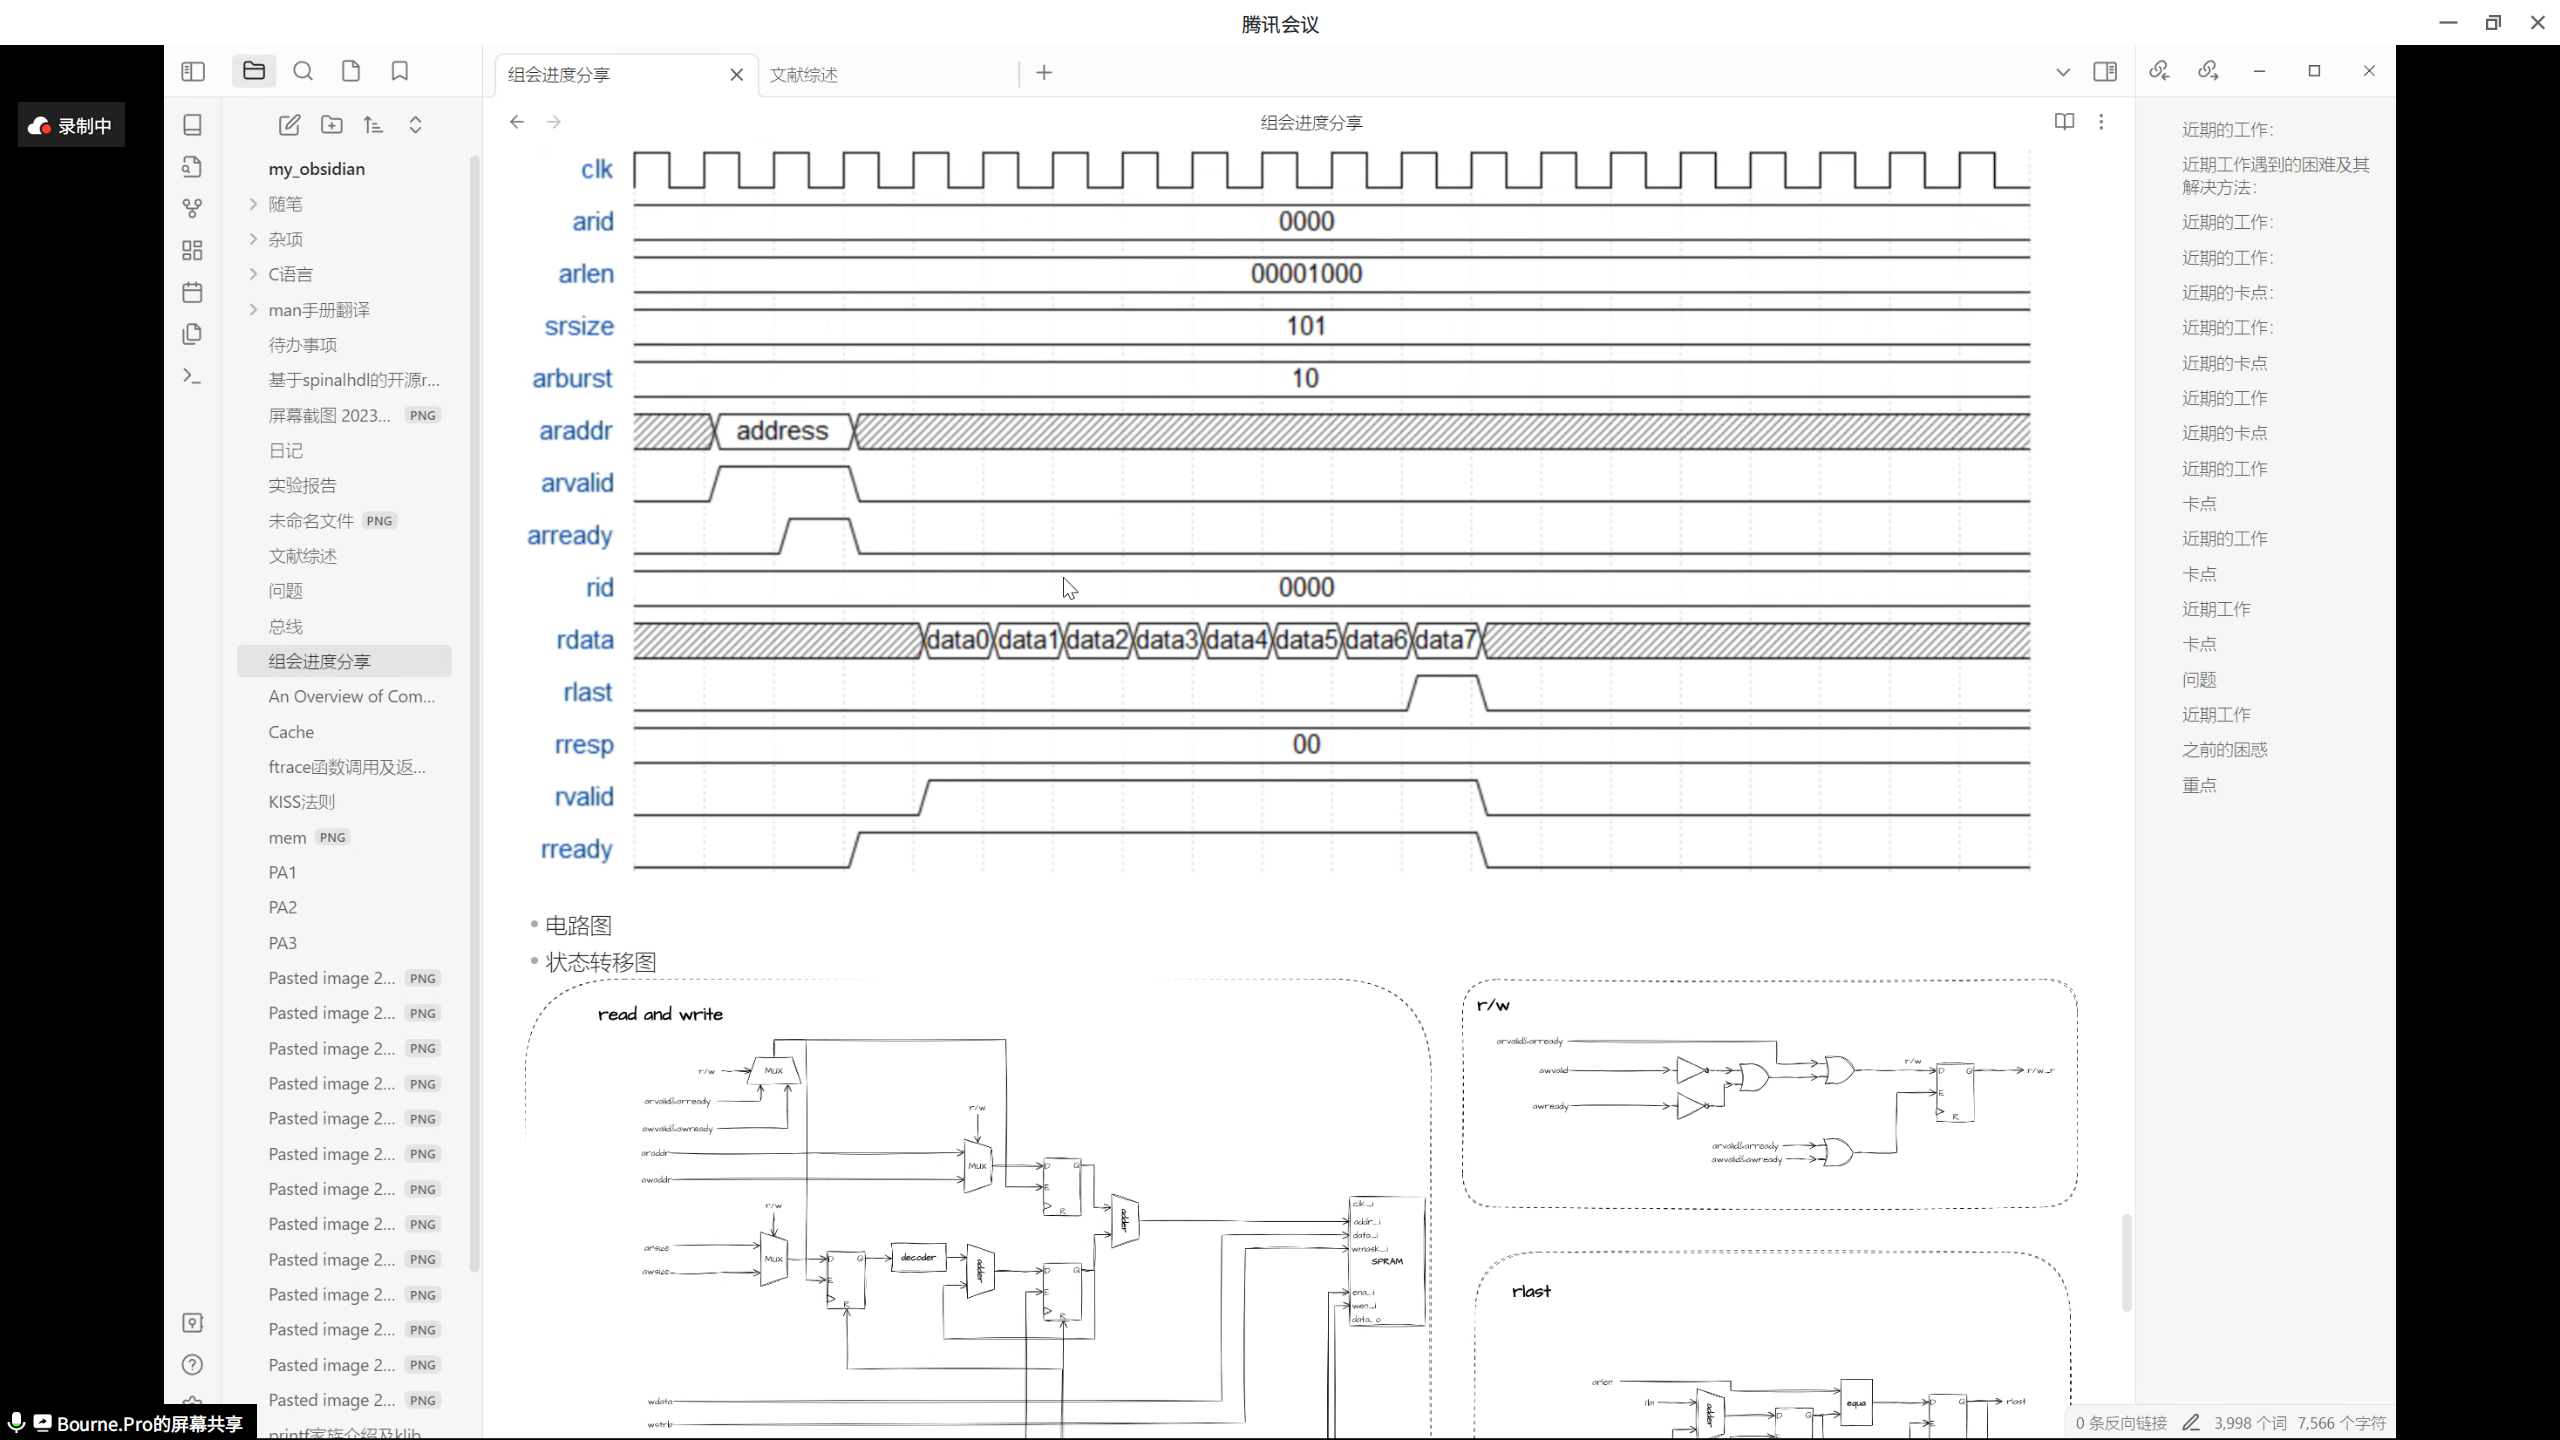 腾讯会议
录制中
组会进度分享
文献综述
组会进度分享
my_obsidian
随笔
杂项
C语言
man手册翻译
待办事项
基于spinalhdl的开源r...
屏幕截图 2023... PNG
日记
实验报告
未命名文件 PNG
文献综述
问题
总线
组会进度分享
An Overview of Com...
Cache
ftrace函数调用及返...
KISS法则
mem PNG
PA1
PA2
PA3
Pasted image 2... PNG
Pasted image 2... PNG
Pasted image 2... PNG
Pasted image 2... PNG
Pasted image 2... PNG
Pasted image 2... PNG
Pasted image 2... PNG
Pasted image 2... PNG
Pasted image 2... PNG
Pasted image 2... PNG
Pasted image 2... PNG
Pasted image 2... PNG
Pasted image 2... PNG
printf家族介绍及klib
Bourne.Pro的屏幕共享
clk
arid 0000
arlen 00001000
srsize 101
arburst 10
araddr address
arvalid
arready
rid 0000
rdata data0 data1 data2 data3 data4 data5 data6 data7
rlast
rresp 00
rvalid
rready
电路图
状态转移图
read and write
r/w
Mux
arvalid&arready
awvalid&awready
r/w
araddr
awaddr
Mux
D Q
E
R
adder
r/w
arsize
awsize
Mux
D Q
E
R
decoder
adder
D Q
E
R
clk_i
addr_i
data_i
wmask_i
SPRAM
ena_i
wen_i
data_o
wdata
wstrb
r/w
arvalid&arready
awvalid
awready
r/w
D Q
E
R
r/w_r
arvalid&arready
awvalid&awready
rlast
arlen
adder
D Q
equa
D Q
E
rlast
近期的工作：
近期工作遇到的困难及其
解决方法：
近期的工作：
近期的工作：
近期的卡点：
近期的工作：
近期的卡点
近期的工作
近期的卡点
近期的工作
卡点
近期的工作
卡点
近期工作
卡点
问题
近期工作
之前的困惑
重点
0 条反向链接 3,998 个词 7,566 个字符